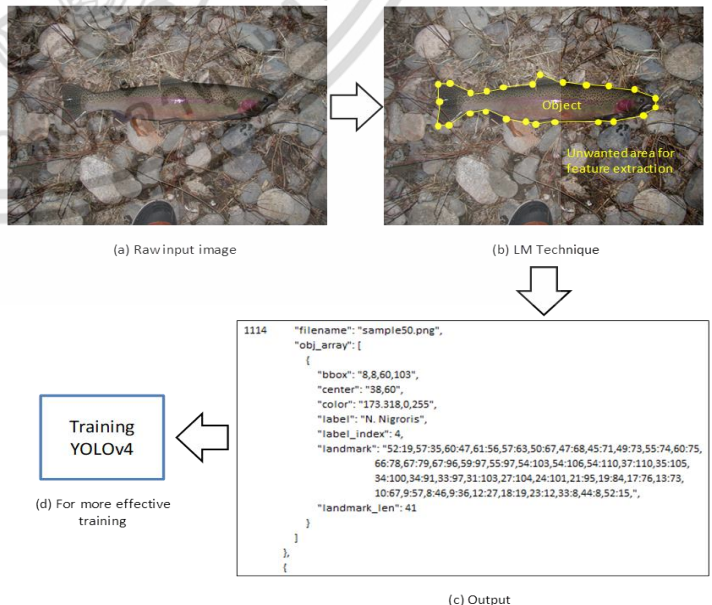 Object
Unwanted area for
feature extraction
(a) Raw input image
(b) LM Technique
1114 "filename": "sample50.png",
"obj_array": [
{
"bbox": "8,8,60,103",
"center": "38,60",
"color": "173.318,0,255",
"label": "N. Nigroris",
"label_index": 4,
"landmark": "52:19,57:35,60:47,61:56,57:63,50:67,47:68,45:71,49:73,55:74,60:75,
66:78,67:79,67:96,59:97,55:97,54:103,54:106,54:110,37:110,35:105,
34:100,34:91,33:97,31:103,27:104,24:101,21:95,19:84,17:76,13:73,
10:67,9:57,8:46,9:36,12:27,18:19,23:12,33:8,44:8,52:15,",
"landmark_len": 41
}
]
},
{
Training
YOLOv4
(d) For more effective
training
(c) Output